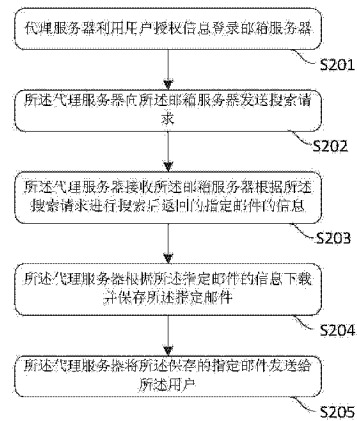 代理服务器利用用户授权信息登录邮箱服务器
S201
所述代理服务器向所述邮箱服务器发送搜索请
求
S202
所述代理服务器接收所述邮箱服务器根据所述
搜索请求进行搜索后返回的指定邮件的信息
S203
所述代理服务器根据所述指定邮件的信息下载
并保存所述指定邮件
S204
所述代理服务器将所述保存的指定邮件发送给
所述用户
S205